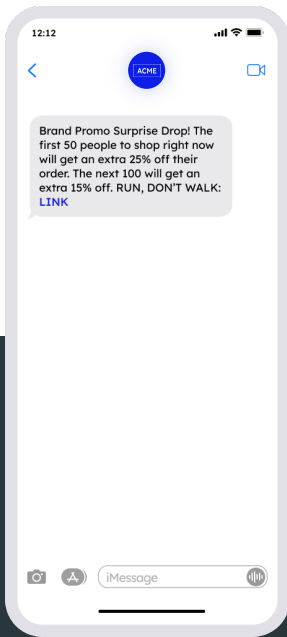 12:12
ACME
Brand Promo Surprise Drop! The
first 50 people to shop right now
will get an extra 25% off their
order. The next 100 will get an
extra 15% off. RUN, DON'T WALK:
LINK
iMessage